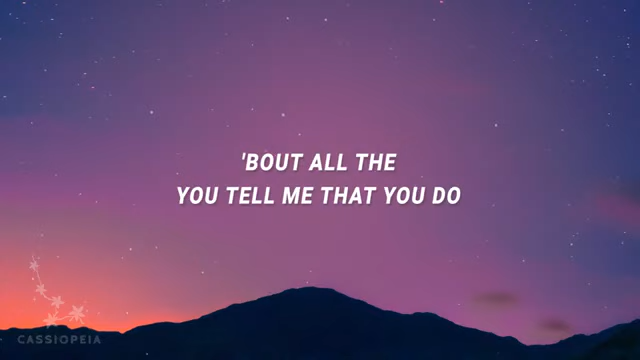 'BOUT ALL THE
YOU TELL ME THAT YOU DO
CASSIOPEIA